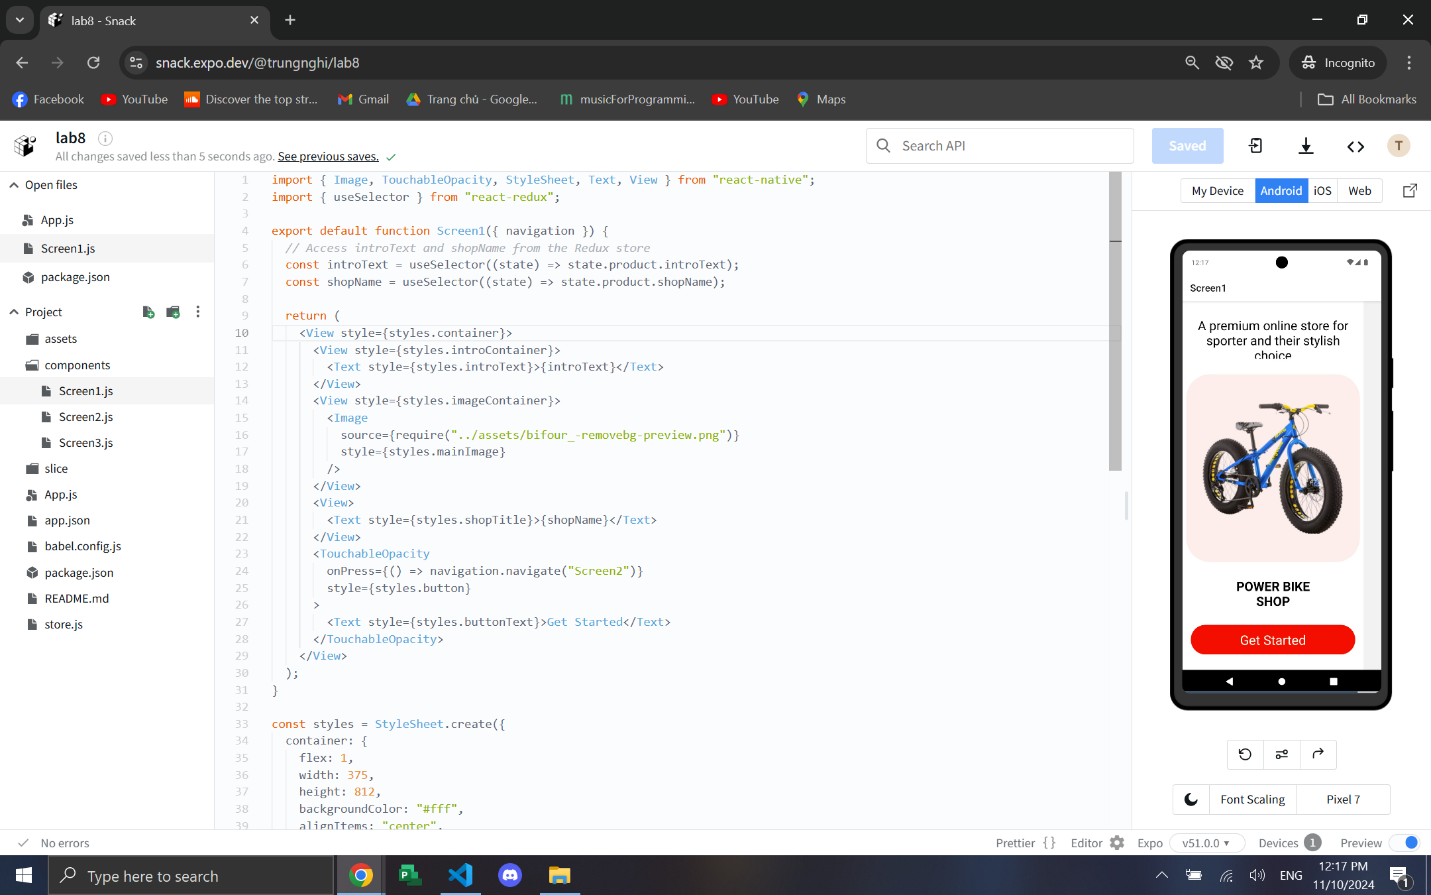 lab8 - Snack
snack.expo.dev/@trungnghi/lab8
Incognito
Facebook
YouTube
Discover the top str...
Gmail
Trang chủ - Google...
musicForProgrammi...
YouTube
Maps
All Bookmarks
lab8
All changes saved less than 5 seconds ago. See previous saves.
Search API
Saved
T
Open files
App.js
Screen1.js
package.json
Project
assets
components
Screen1.js
Screen2.js
Screen3.js
slice
App.js
app.json
babel.config.js
package.json
README.md
store.js
1 import { Image, TouchableOpacity, StyleSheet, Text, View } from "react-native";
2 import { useSelector } from "react-redux";
3
4 export default function Screen1({ navigation }) {
5 // Access introText and shopName from the Redux store
6 const introText = useSelector((state) => state.product.introText);
7 const shopName = useSelector((state) => state.product.shopName);
8
9 return (
10 <View style={styles.container}>
11 <View style={styles.introContainer}>
12 <Text style={styles.introText}>{introText}</Text>
13 </View>
14 <View style={styles.imageContainer}>
15 <Image
16 source={require("../assets/bifour_-removebg-preview.png")}
17 style={styles.mainImage}
18 />
19 </View>
20 <View>
21 <Text style={styles.shopTitle}>{shopName}</Text>
22 </View>
23 <TouchableOpacity
24 onPress={() => navigation.navigate("Screen2")}
25 style={styles.button}
26 >
27 <Text style={styles.buttonText}>Get Started</Text>
28 </TouchableOpacity>
29 </View>
30 );
31 }
32
33 const styles = StyleSheet.create({
34 container: {
35 flex: 1,
36 width: 375,
37 height: 812,
38 backgroundColor: "#fff",
39 alignItems: "center",
My Device
Android
iOS
Web
12:17
Screen1
A premium online store for
sporter and their stylish
choice
POWER BIKE
SHOP
Get Started
Font Scaling
Pixel 7
No errors
Prettier {}
Editor
Expo
v51.0.0
Devices 1
Preview
Type here to search
ENG
12:17 PM
11/10/2024
1